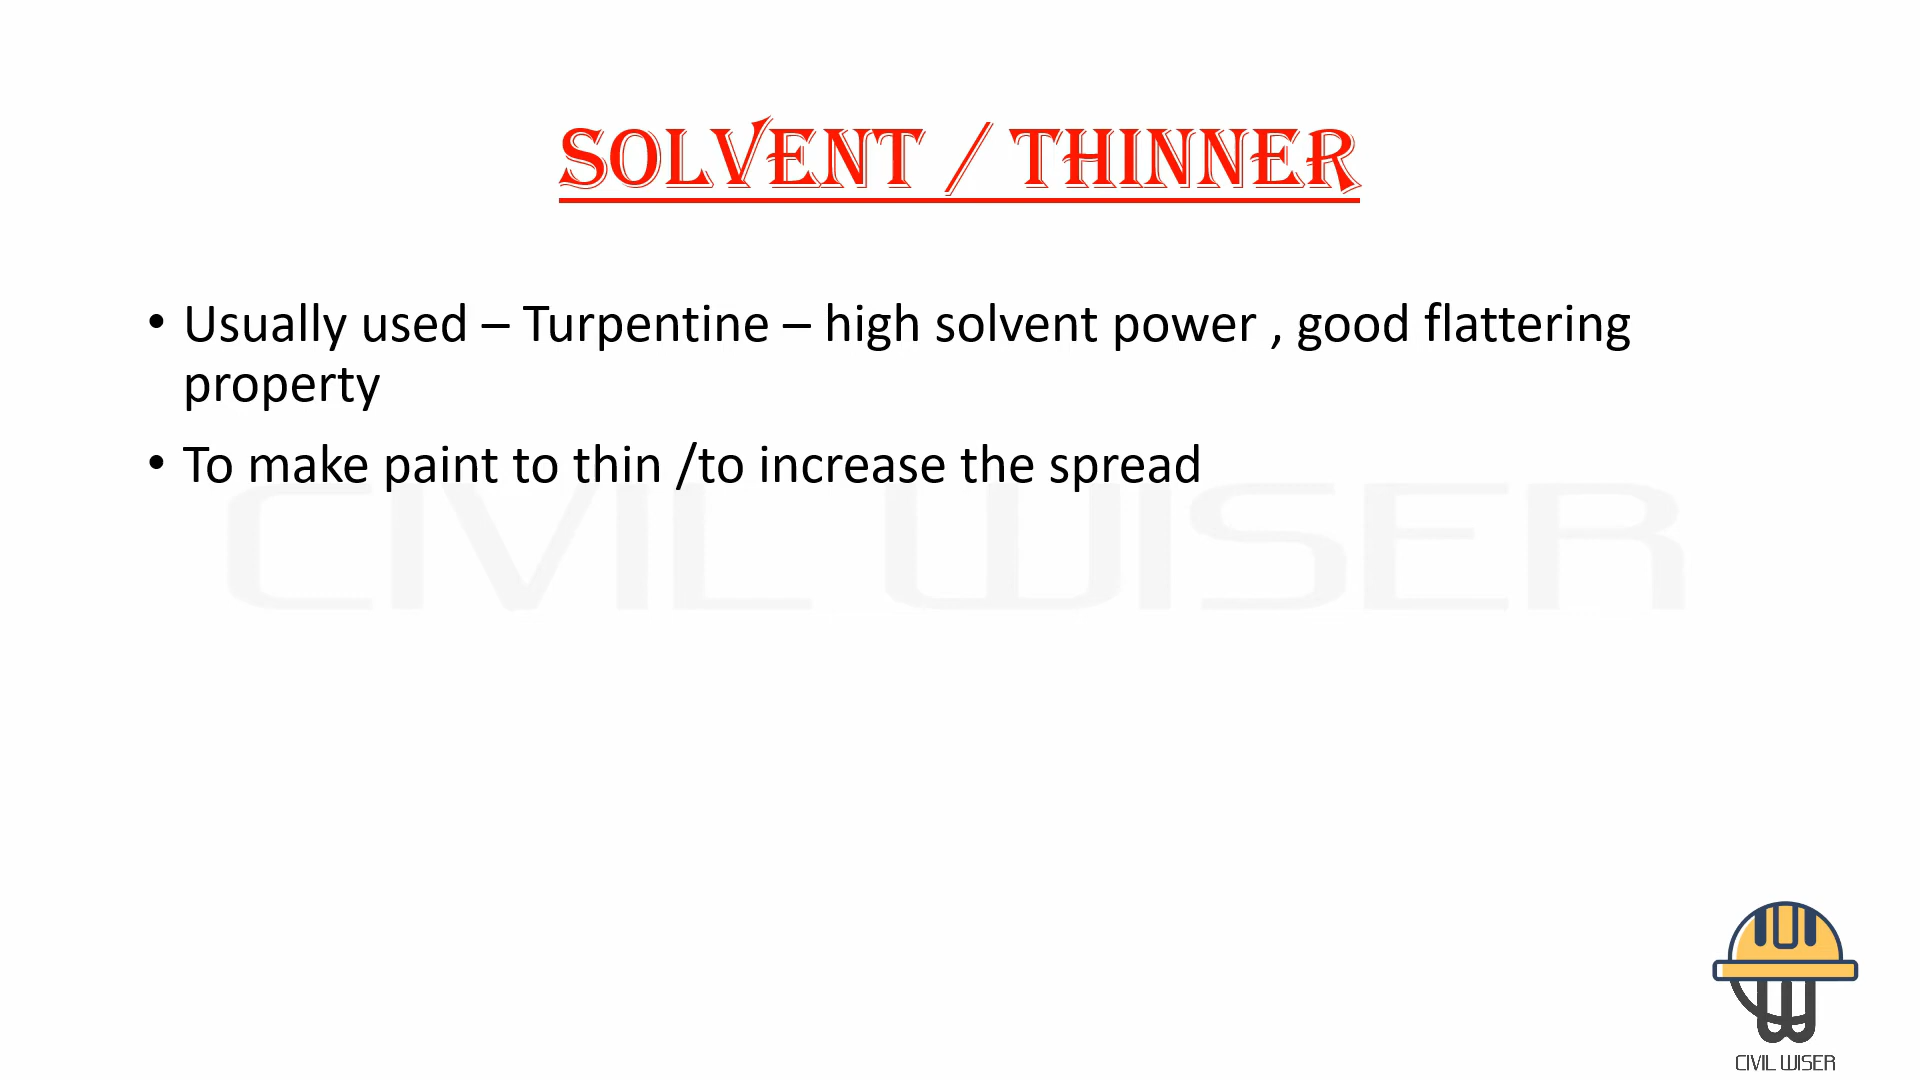 SOLVENT / THINNER
• Usually used – Turpentine – high solvent power , good flattering
property
• To make paint to thin /to increase the spread
CIVIL WISER
CIVIL WISER